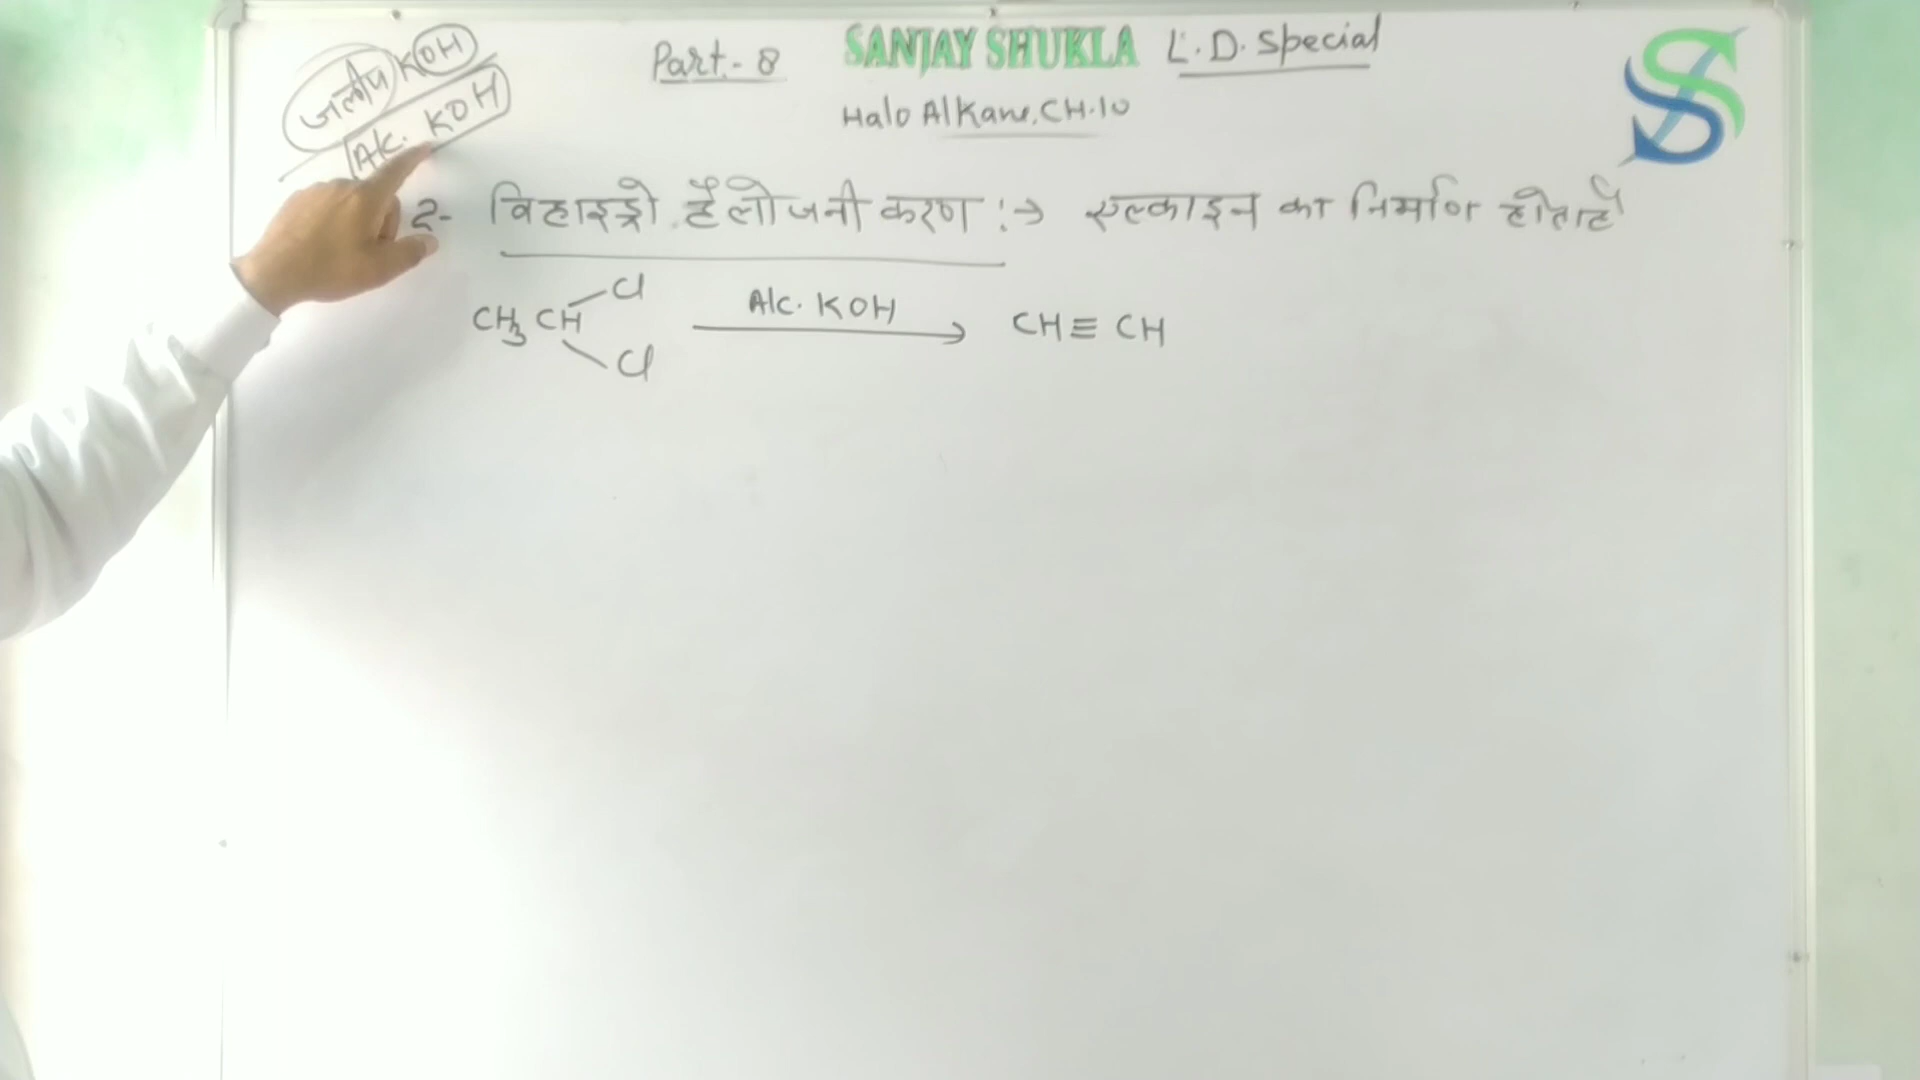 Part.- 8 SANJAY SHUKLA L.D. Special
Halo Alkane, CH.10
जलीय KOH
Alc. KOH
2- विहाइड्रो हैलोजनीकरण :→ एल्काइन का निर्माण होता है
CH3 CH
Cl
Cl
Alc. KOH
CH≡CH